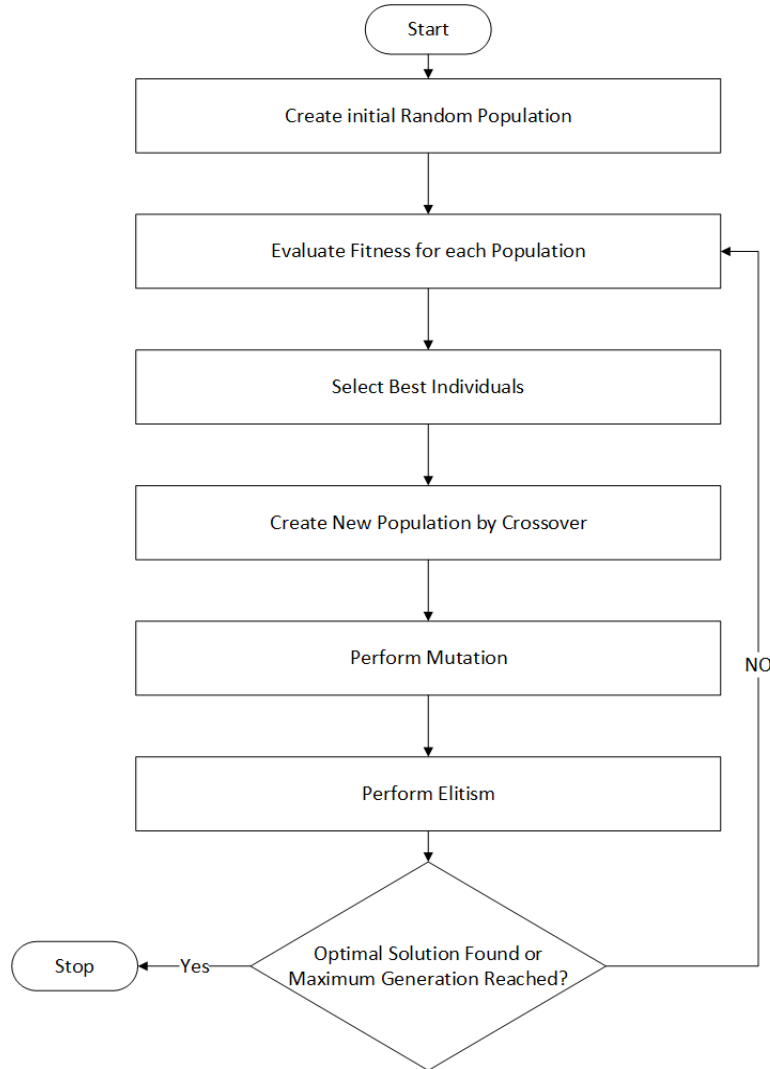 Start
Create initial Random Population
Evaluate Fitness for each Population
Select Best Individuals
Create New Population by Crossover
Perform Mutation
NO
Perform Elitism
Optimal Solution Found or
Maximum Generation Reached?
Yes
Stop